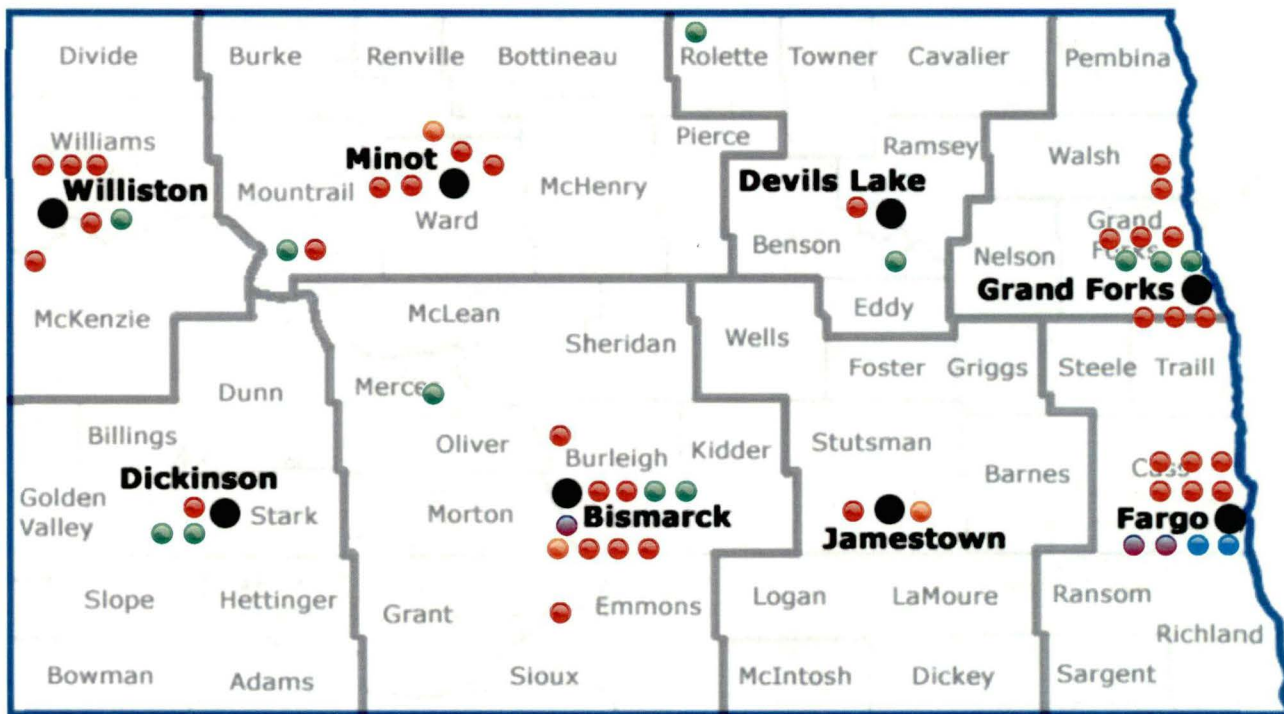 Divide
Burke
Renville
Bottineau
Rolette
Towner
Cavalier
Pembina
Williams
Williston
Minot
Mountrail
Ward
McHenry
Pierce
Ramsey
Walsh
Devils Lake
Benson
Nelson
Grand
Forks
Grand Forks
McKenzie
McLean
Sheridan
Wells
Eddy
Foster
Griggs
Steele
Traill
Dunn
Merce
Billings
Oliver
Burleigh
Kidder
Stutsman
Barnes
Cass
Dickinson
Golden
Valley
Stark
Morton
Bismarck
Jamestown
Fargo
Slope
Hettinger
Grant
Emmons
Logan
LaMoure
Ransom
Richland
Bowman
Adams
Sioux
McIntosh
Dickey
Sargent